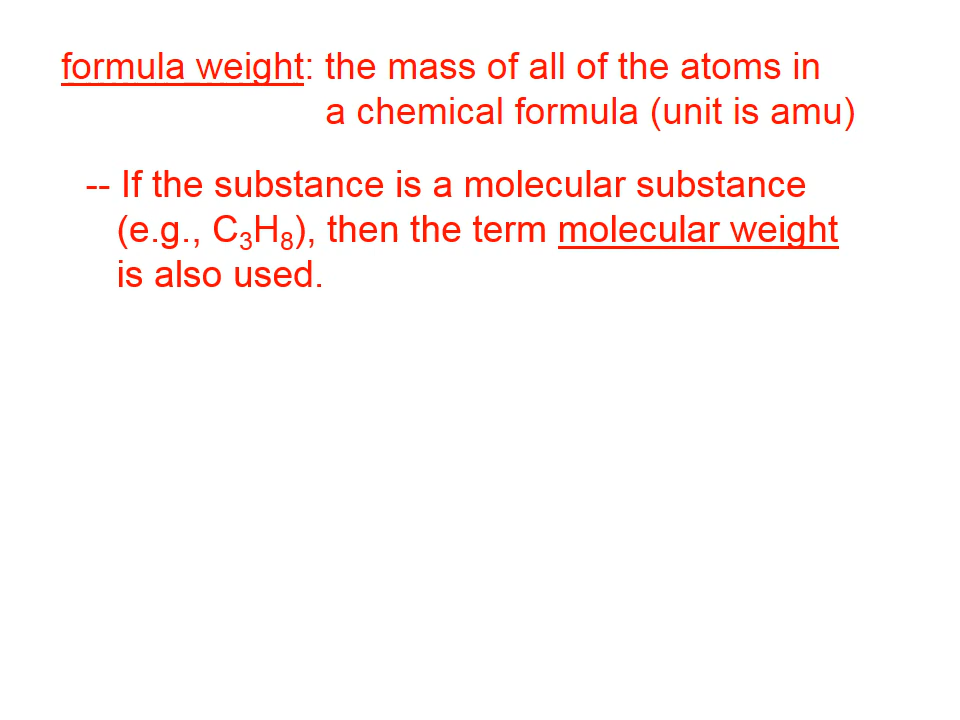 formula weight: the mass of all of the atoms in
a chemical formula (unit is amu)
-- If the substance is a molecular substance
(e.g., C₃H₈), then the term molecular weight
is also used.